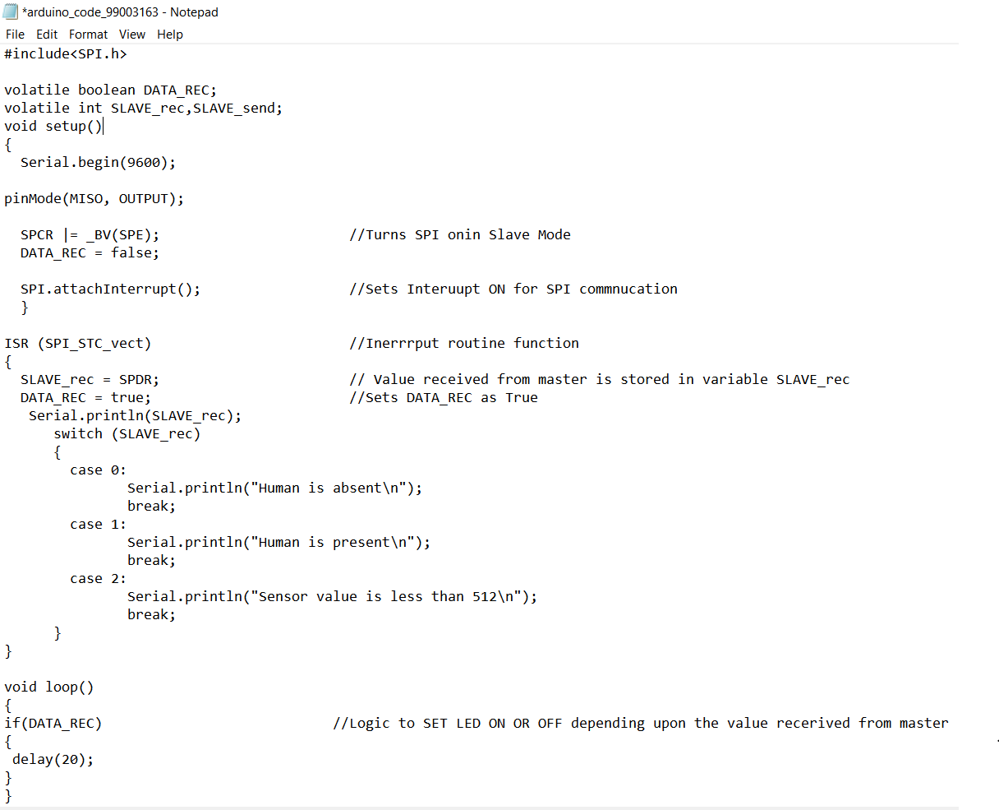 *arduino_code_99003163 - Notepad
File Edit Format View Help
#include<SPI.h>
volatile boolean DATA_REC;
volatile int SLAVE_rec,SLAVE_send;
void setup()
{
Serial.begin(9600);
pinMode(MISO, OUTPUT);
SPCR |= _BV(SPE); //Turns SPI onin Slave Mode
DATA_REC = false;
SPI.attachInterrupt(); //Sets Interuupt ON for SPI commnucation
}
ISR (SPI_STC_vect) //Inerrrput routine function
{
SLAVE_rec = SPDR; // Value received from master is stored in variable SLAVE_rec
DATA_REC = true; //Sets DATA_REC as True
Serial.println(SLAVE_rec);
switch (SLAVE_rec)
{
case 0:
Serial.println("Human is absent\n");
break;
case 1:
Serial.println("Human is present\n");
break;
case 2:
Serial.println("Sensor value is less than 512\n");
break;
}
}
void loop()
{
if(DATA_REC) //Logic to SET LED ON OR OFF depending upon the value recerived from master
{
delay(20);
}
}